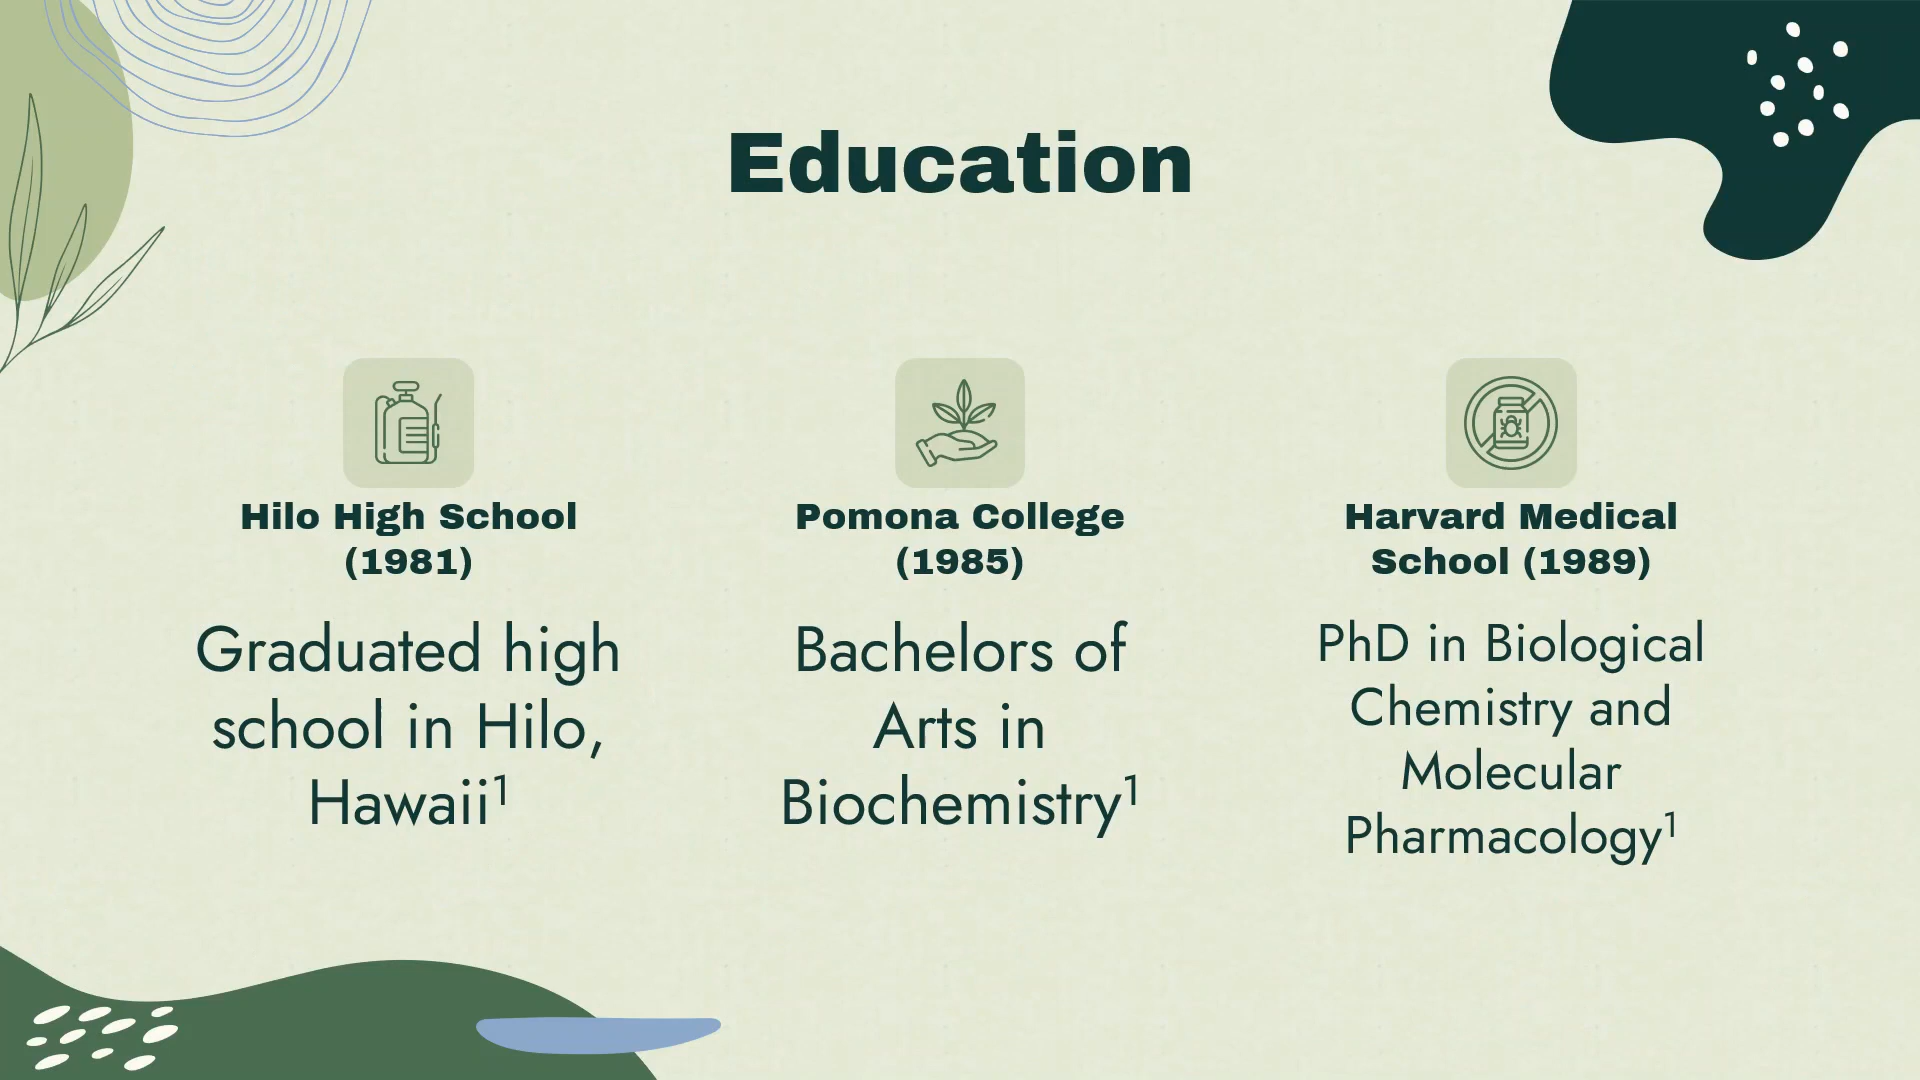 Education
Hilo High School
(1981)
Graduated high
school in Hilo,
Hawaii¹
Pomona College
(1985)
Bachelors of
Arts in
Biochemistry¹
Harvard Medical
School (1989)
PhD in Biological
Chemistry and
Molecular
Pharmacology¹